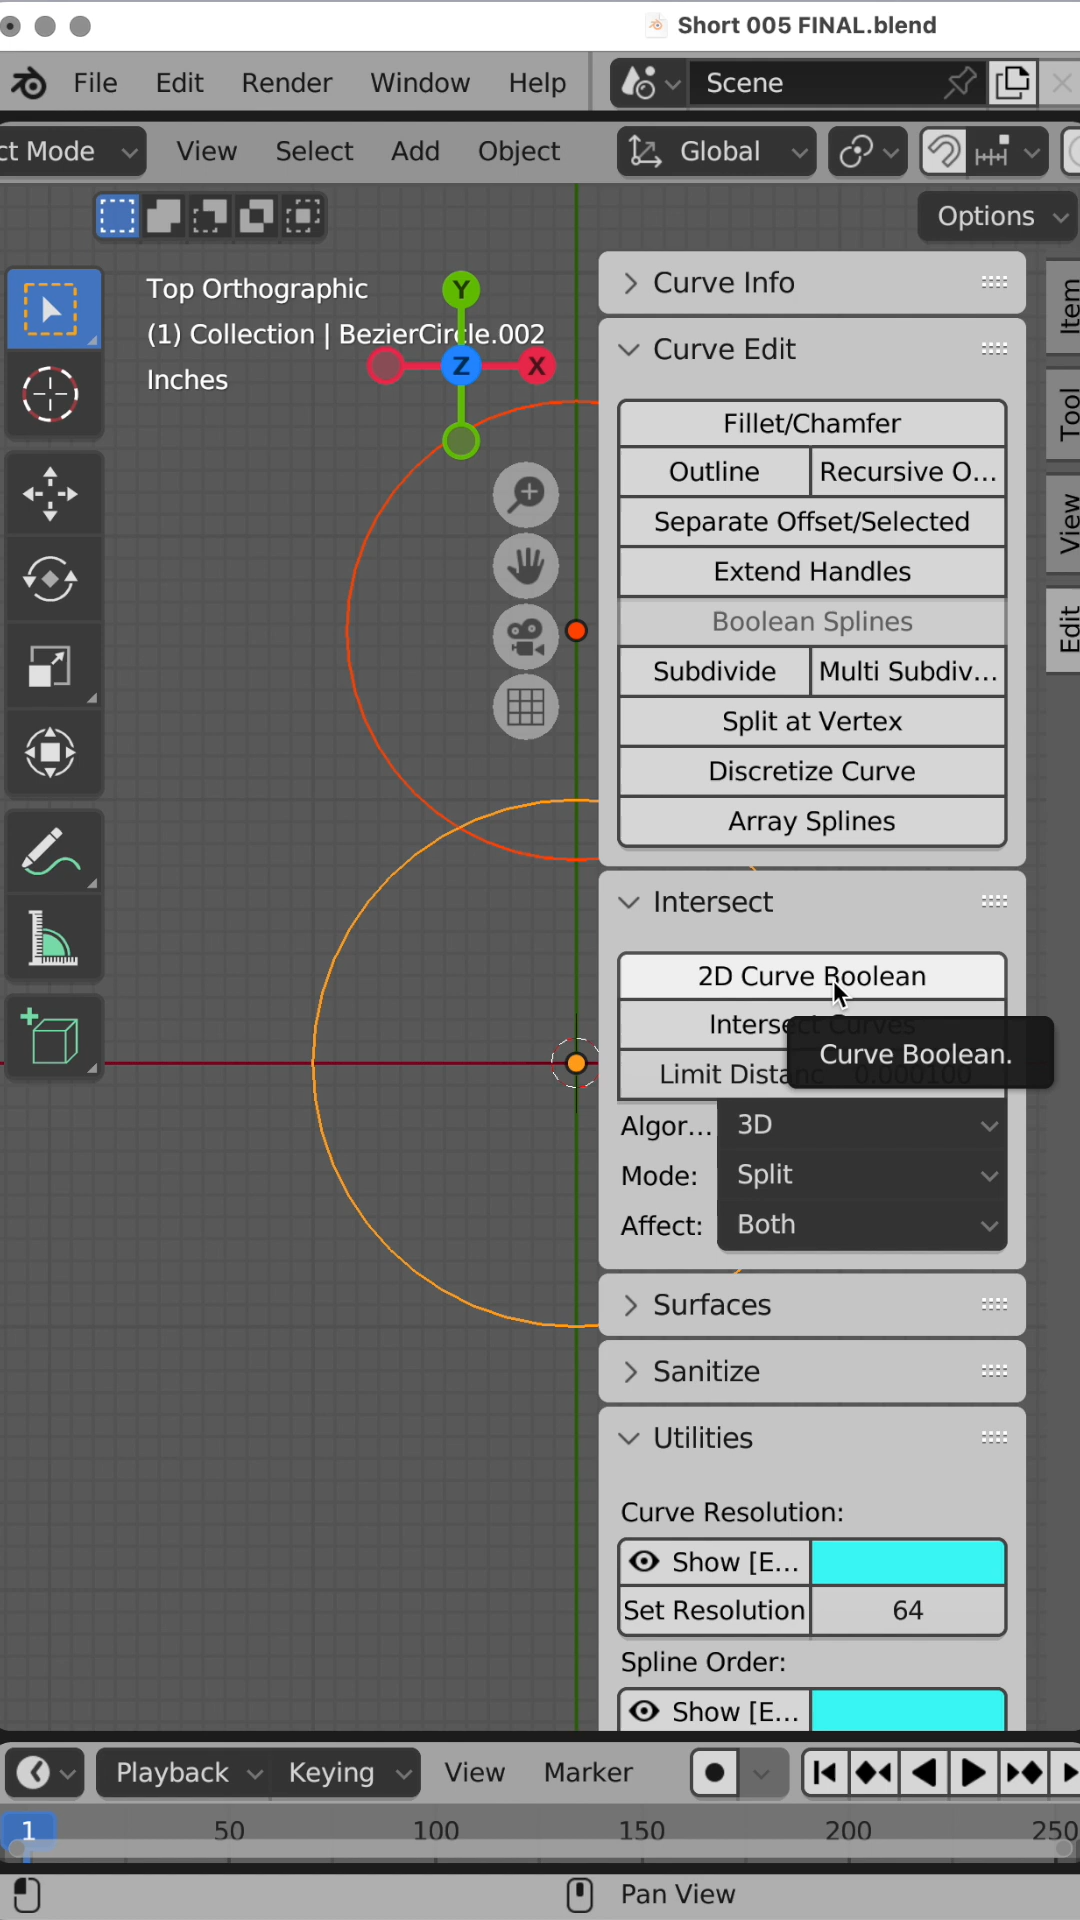 Short 005 FINAL.blend
File Edit Render Window Help Scene
ct Mode View Select Add Object Global
Options
Top Orthographic
(1) Collection | BezierCircle.002
Inches
Y
Z X
Curve Info
Curve Edit
Fillet/Chamfer
Outline Recursive O...
Separate Offset/Selected
Extend Handles
Boolean Splines
Subdivide Multi Subdiv...
Split at Vertex
Discretize Curve
Array Splines
Intersect
2D Curve Boolean
Intersect Curves
Curve Boolean.
Limit Distanc 0.000100
Algor... 3D
Mode: Split
Affect: Both
Surfaces
Sanitize
Utilities
Curve Resolution:
Show [E...
Set Resolution 64
Spline Order:
Show [E...
Item
Tool
View
Edit
Playback Keying View Marker
1 50 100 150 200 250
Pan View